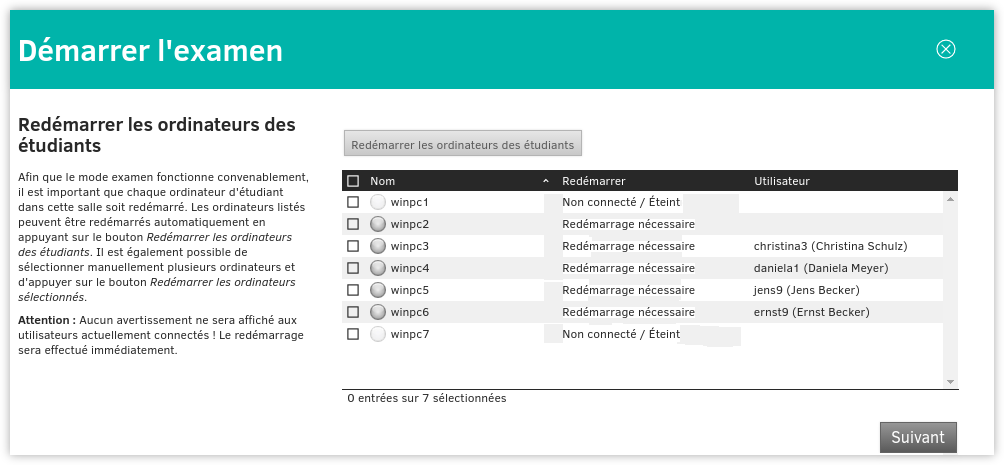 Démarrer l'examen
Redémarrer les ordinateurs des
étudiants
Afin que le mode examen fonctionne convenablement,
il est important que chaque ordinateur d'étudiant
dans cette salle soit redémarré. Les ordinateurs listés
peuvent être redémarrés automatiquement en
appuyant sur le bouton Redémarrer les ordinateurs
des étudiants. Il est également possible de
sélectionner manuellement plusieurs ordinateurs et
d'appuyer sur le bouton Redémarrer les ordinateurs
sélectionnés.
Attention : Aucun avertissement ne sera affiché aux
utilisateurs actuellement connectés ! Le redémarrage
sera effectué immédiatement.
Redémarrer les ordinateurs des étudiants
Nom Redémarrer Utilisateur
winpc1 Non connecté / Éteint
winpc2 Redémarrage nécessaire
winpc3 Redémarrage nécessaire christina3 (Christina Schulz)
winpc4 Redémarrage nécessaire daniela1 (Daniela Meyer)
winpc5 Redémarrage nécessaire jens9 (Jens Becker)
winpc6 Redémarrage nécessaire ernst9 (Ernst Becker)
winpc7 Non connecté / Éteint
0 entrées sur 7 sélectionnées
Suivant